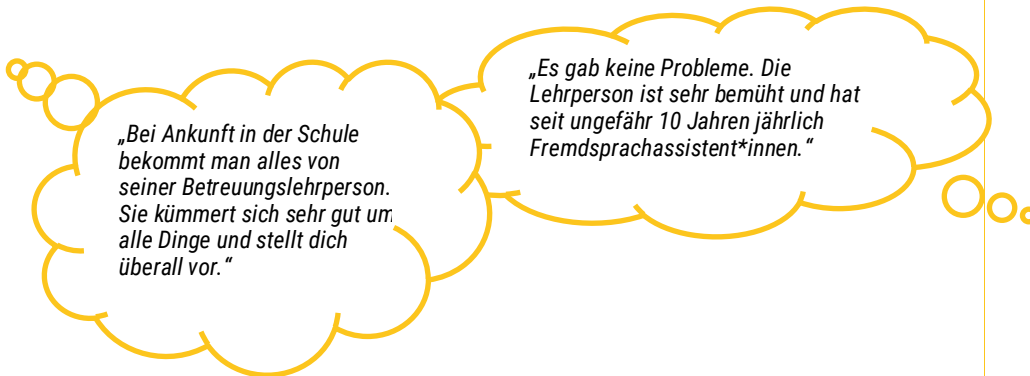 „Bei Ankunft in der Schule
bekommt man alles von
seiner Betreuungslehrperson.
Sie kümmert sich sehr gut um
alle Dinge und stellt dich
überall vor.“
„Es gab keine Probleme. Die
Lehrperson ist sehr bemüht und hat
seit ungefähr 10 Jahren jährlich
Fremdsprachassistent*innen.“